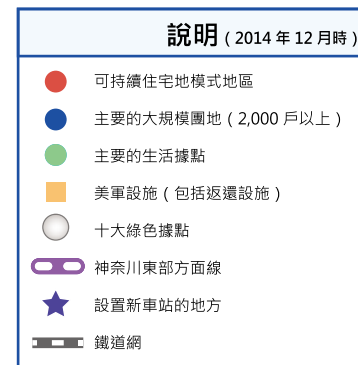 說明 ( 2014 年 12 月時 )
可持續住宅地模式地區
主要的大規模團地 ( 2,000 戶以上 )
主要的生活據點
美軍設施 ( 包括返還設施 )
十大綠色據點
神奈川東部方面線
設置新車站的地方
鐵道網